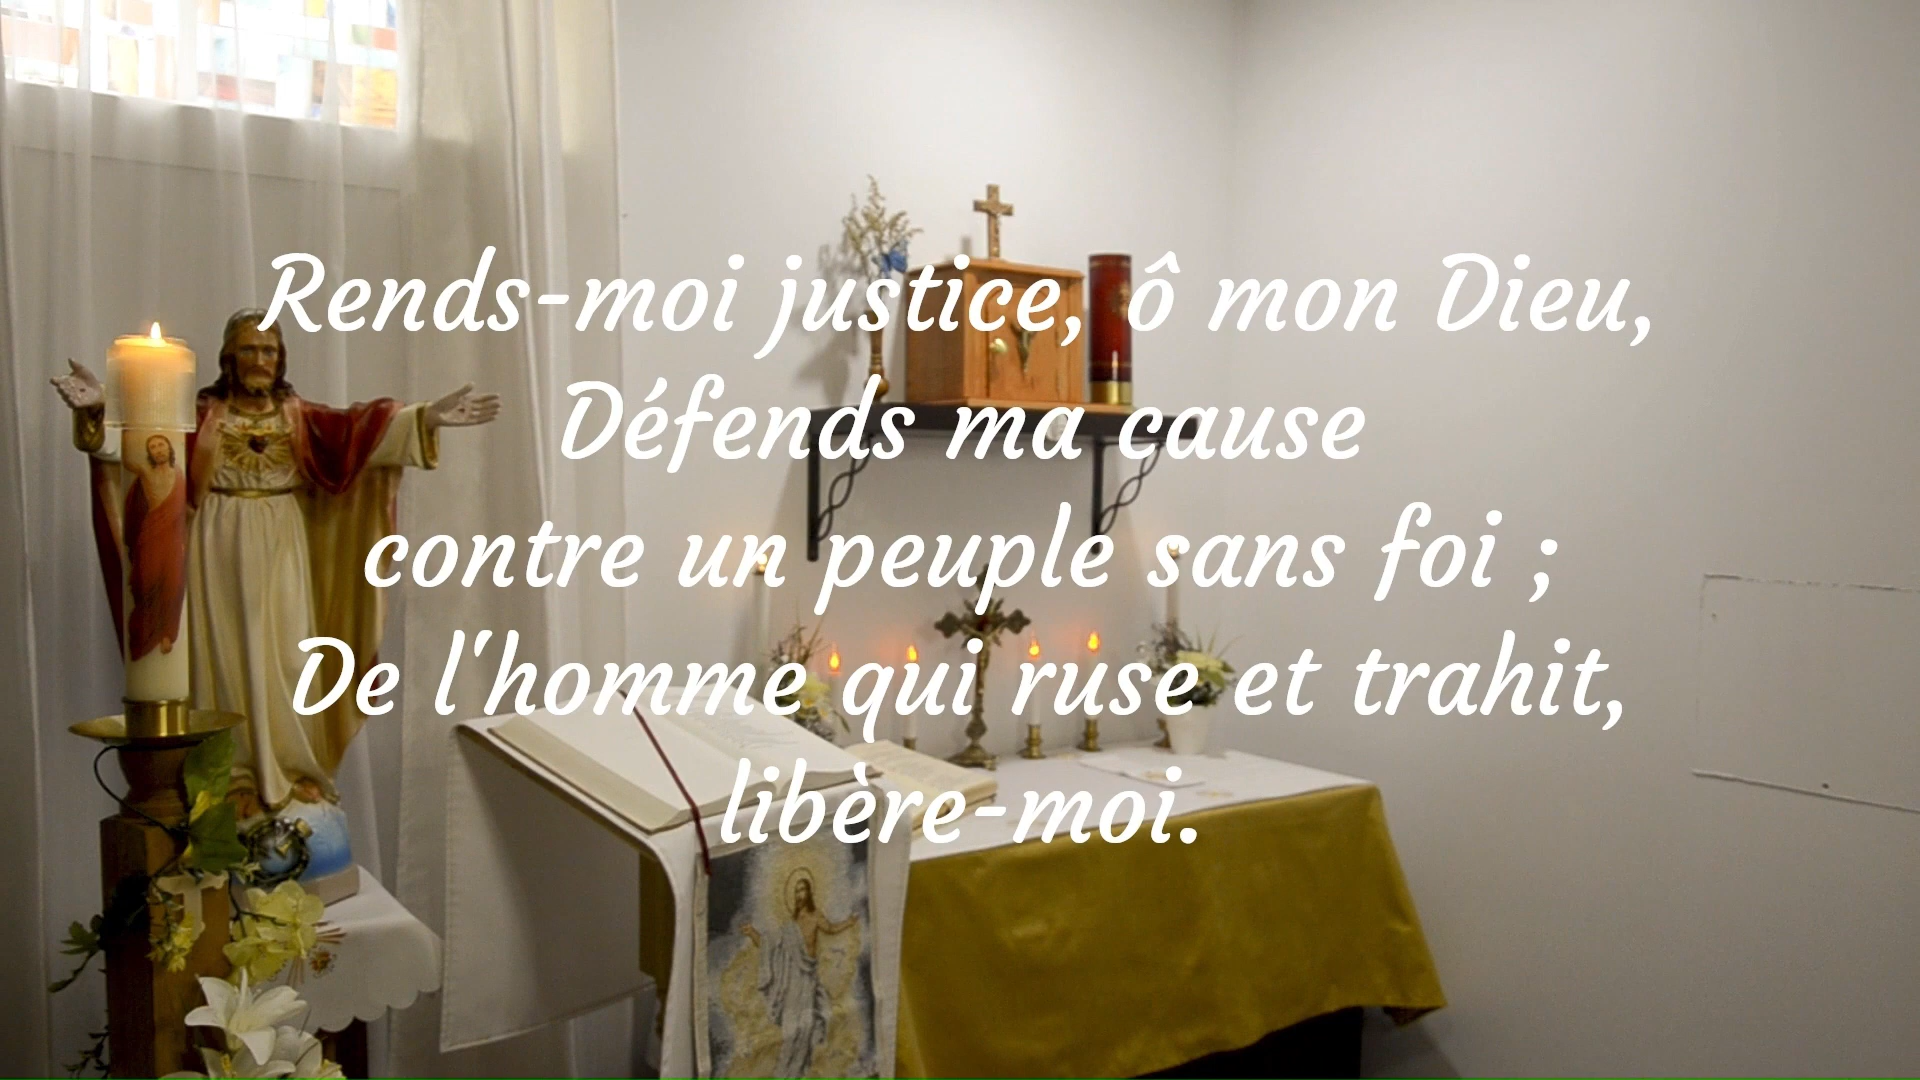 Rends-moi justice, ô mon Dieu,
Défends ma cause
contre un peuple sans foi ;
De l'homme qui ruse et trahit,
libère-moi.